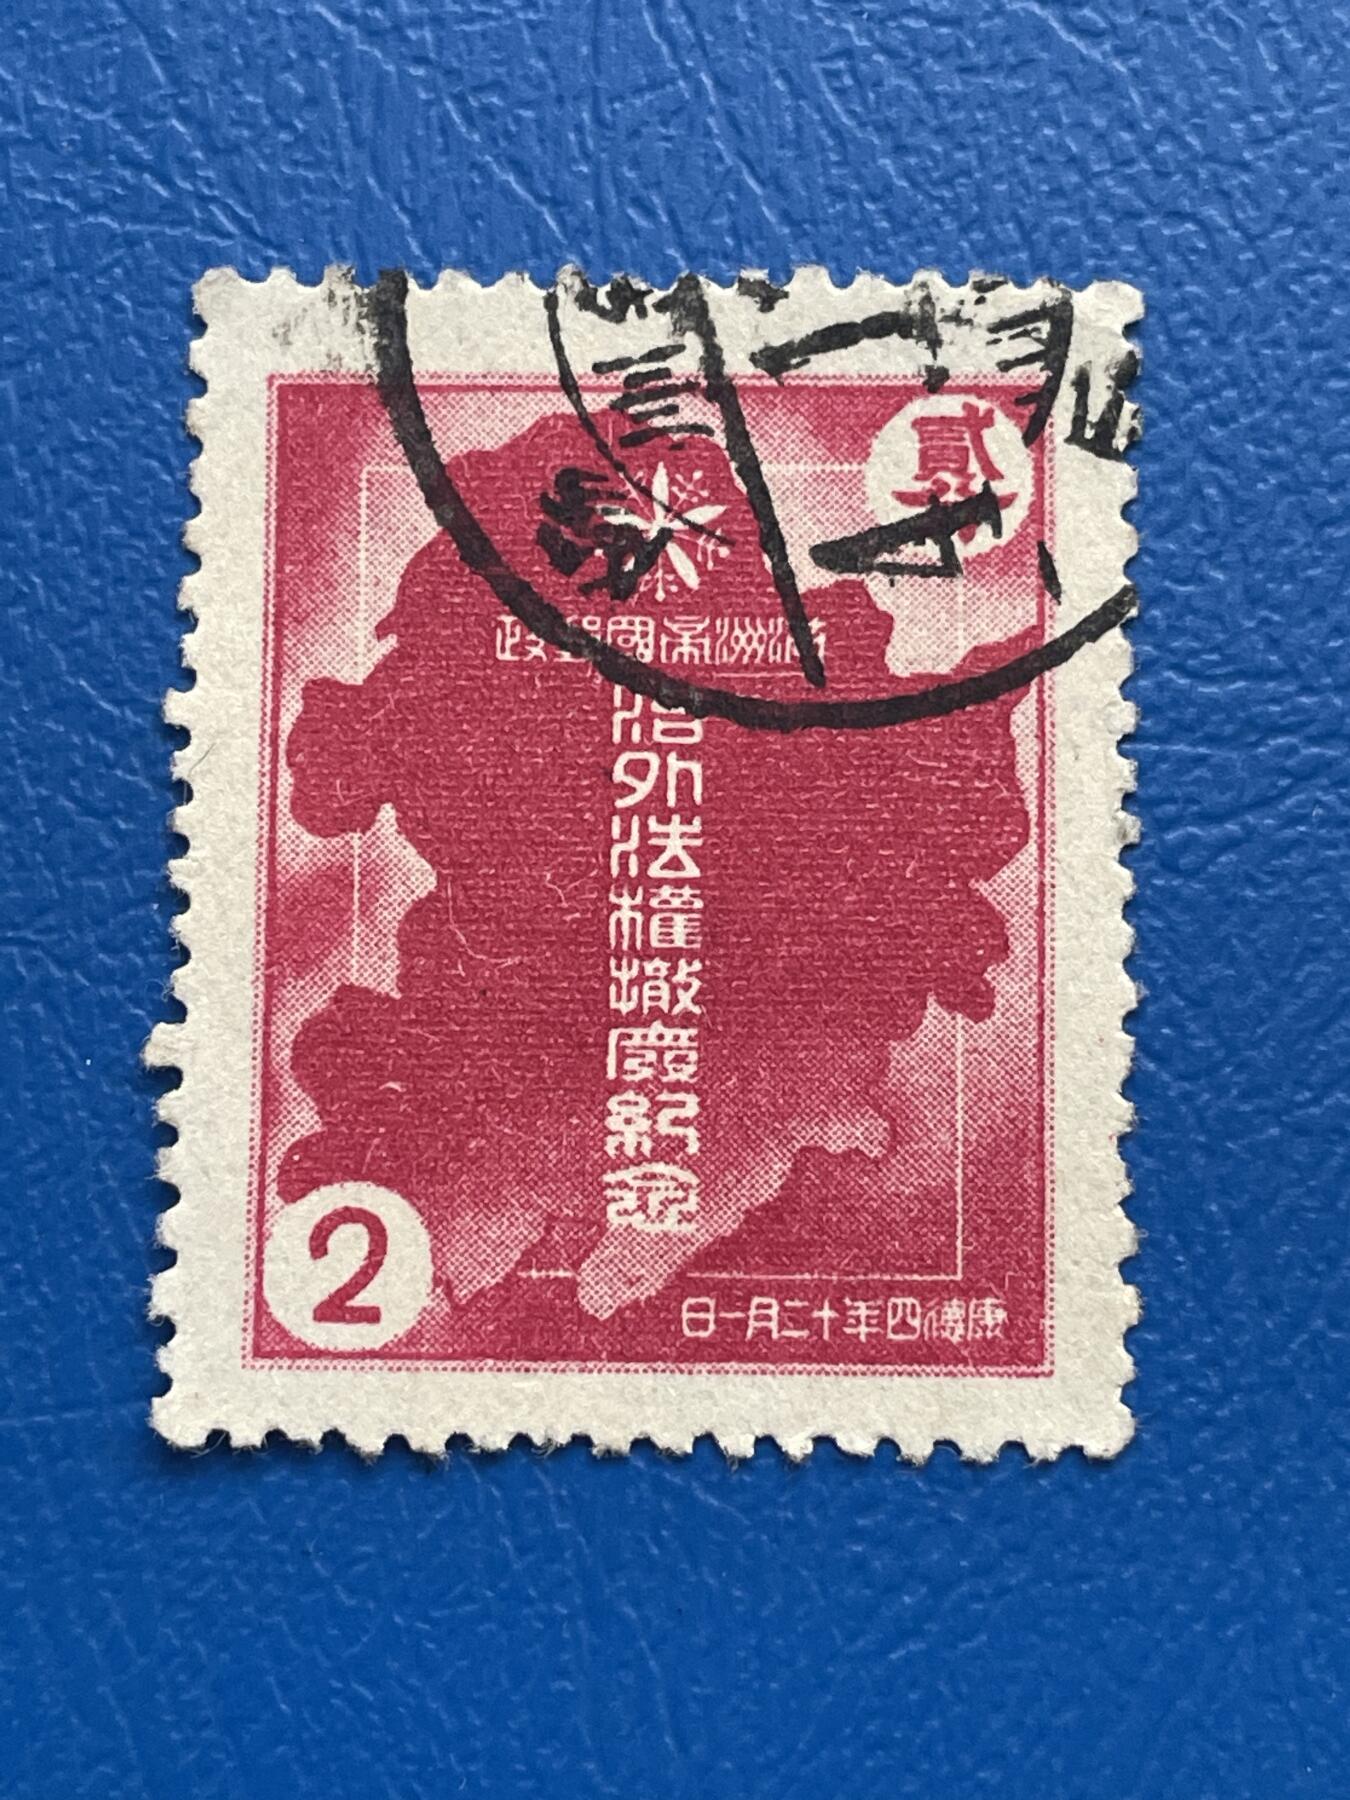 貳
滿洲帝國郵政
治外法權撤廢紀念
2
康德四年十二月一日